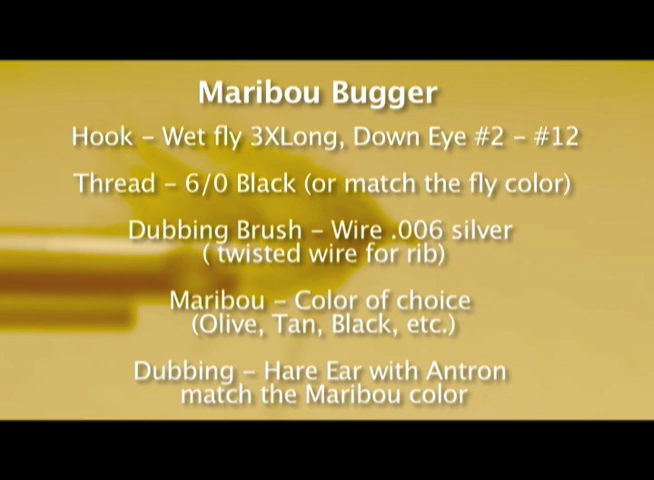 Maribou Bugger
Hook – Wet fly 3XLong, Down Eye #2 – #12
Thread – 6/0 Black (or match the fly color)
Dubbing Brush – Wire .006 silver
( twisted wire for rib)
Maribou – Color of choice
(Olive, Tan, Black, etc.)
Dubbing – Hare Ear with Antron
match the Maribou color